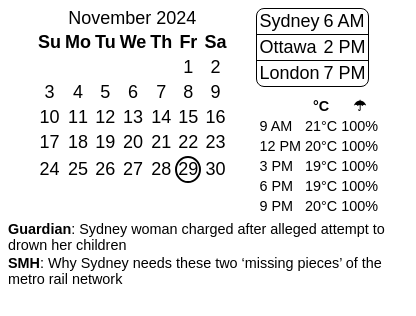 November 2024
Su Mo Tu We Th Fr Sa
1 2
3 4 5 6 7 8 9
10 11 12 13 14 15 16
17 18 19 20 21 22 23
24 25 26 27 28 29 30
Sydney 6 AM
Ottawa 2 PM
London 7 PM
°C ☂
9 AM 21°C 100%
12 PM 20°C 100%
3 PM 19°C 100%
6 PM 19°C 100%
9 PM 20°C 100%
Guardian: Sydney woman charged after alleged attempt to
drown her children
SMH: Why Sydney needs these two ‘missing pieces’ of the
metro rail network